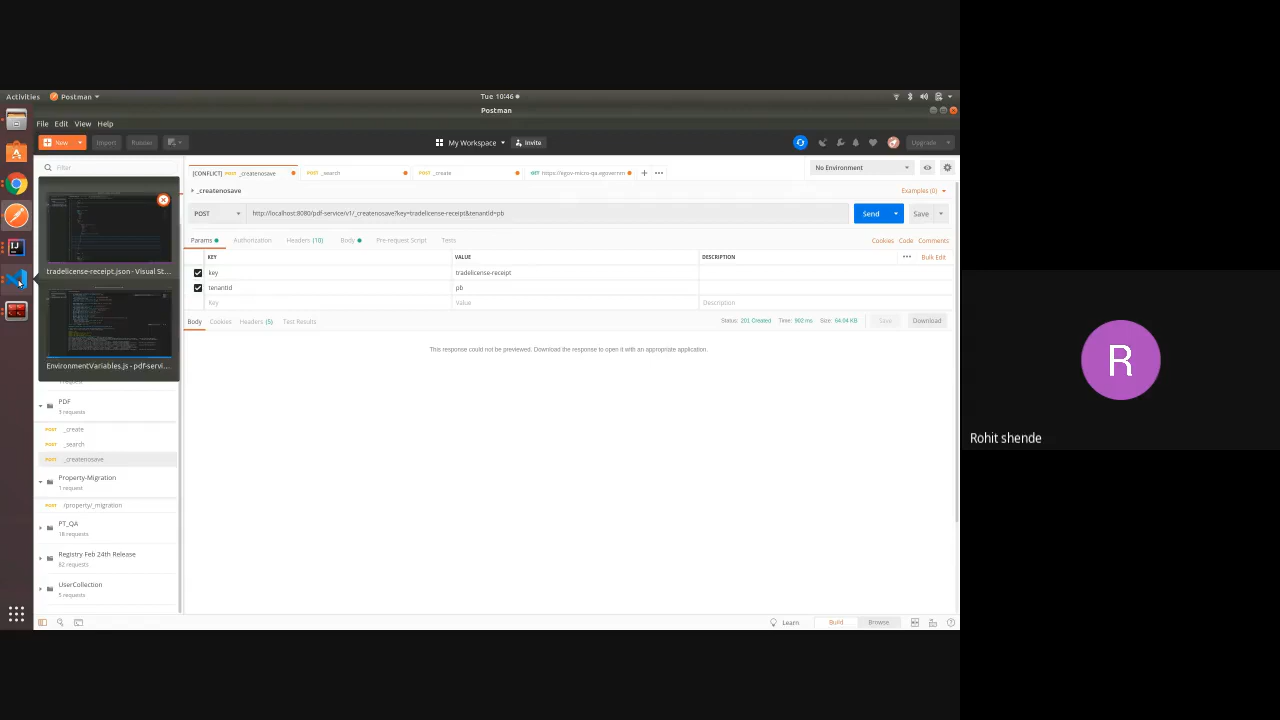 Activities Postman Tue 10:46
Postman
File Edit View Help
New Import Runner My Workspace Invite Upgrade
Filter
[CONFLICT] POST _createnosave POST _search POST _create GET https://egov-micro-qa.egovernm No Environment
_createnosave Examples (0)
POST http://localhost:8080/pdf-service/v1/_createnosave?key=tradelicense-receipt&tenantId=pb Send Save
Params Authorization Headers (10) Body Pre-request Script Tests Cookies Code Comments
KEY VALUE DESCRIPTION Bulk Edit
key tradelicense-receipt
tenantId pb
Key Value Description
Body Cookies Headers (5) Test Results Status: 201 Created Time: 902 ms Size: 64.04 KB Save Download
This response could not be previewed. Download the response to open it with an appropriate application.
tradelicense-receipt.json - Visual St...
EnvironmentVariables.js - pdf-servi...
1 request
PDF
3 requests
POST _create
POST _search
POST _createnosave
Property-Migration
1 request
POST /property/_migration
PT_QA
18 requests
Registry Feb 24th Release
82 requests
UserCollection
5 requests
Learn Build Browse
R
Rohit shende